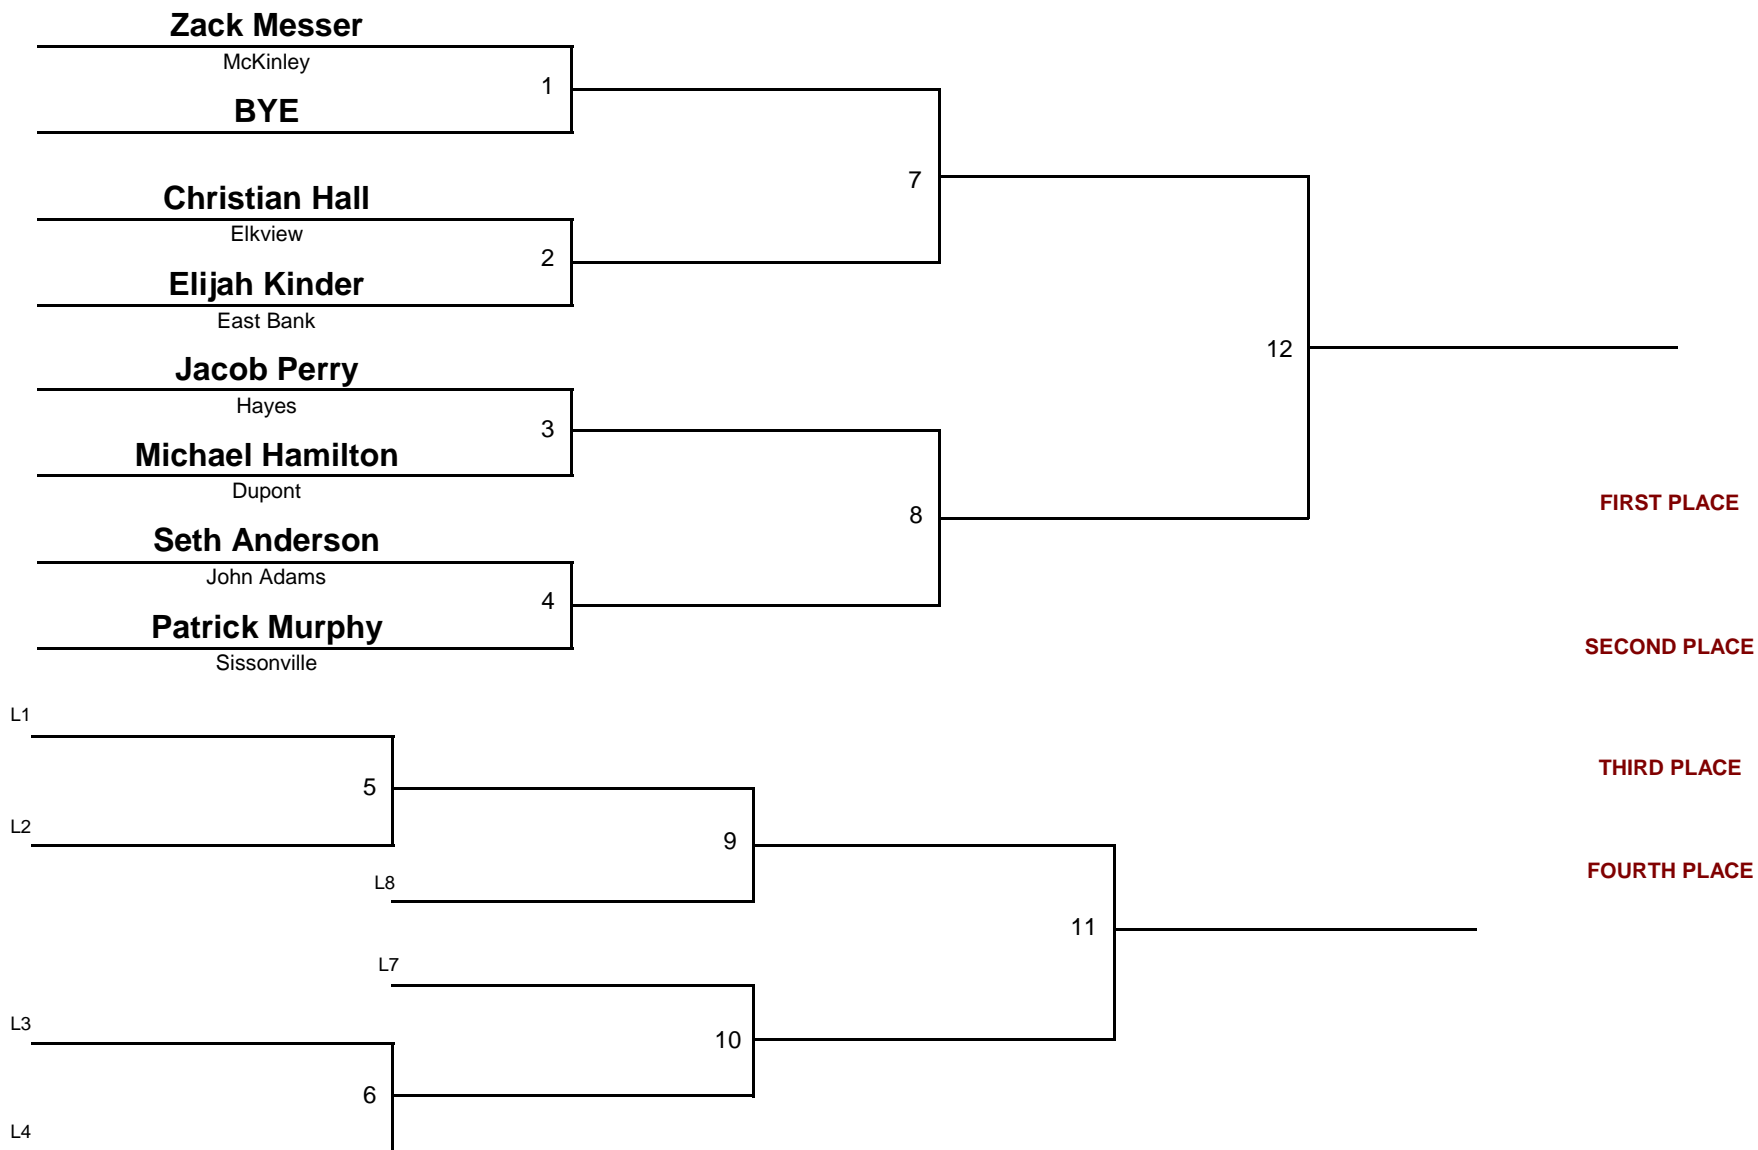 Zack Messer
McKinley
1
BYE
Christian Hall
7
Elkview
2
Elijah Kinder
East Bank
12
Jacob Perry
Hayes
3
Michael Hamilton
Dupont
FIRST PLACE
8
Seth Anderson
John Adams
4
Patrick Murphy
SECOND PLACE
Sissonville
L1
THIRD PLACE
5
L2
9
FOURTH PLACE
L8
11
L7
L3
10
6
L4